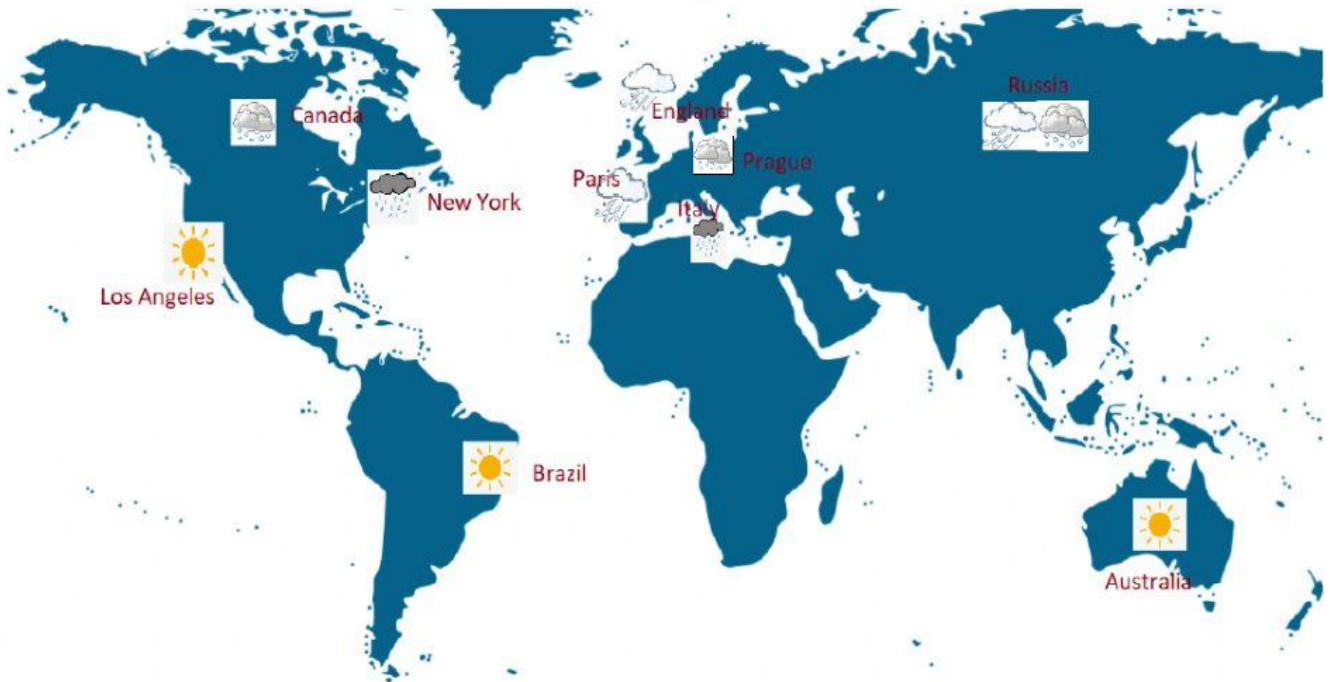 Russia
Canada
England
Prague
Paris
New York
Italy
Los Angeles
Brazil
Australia